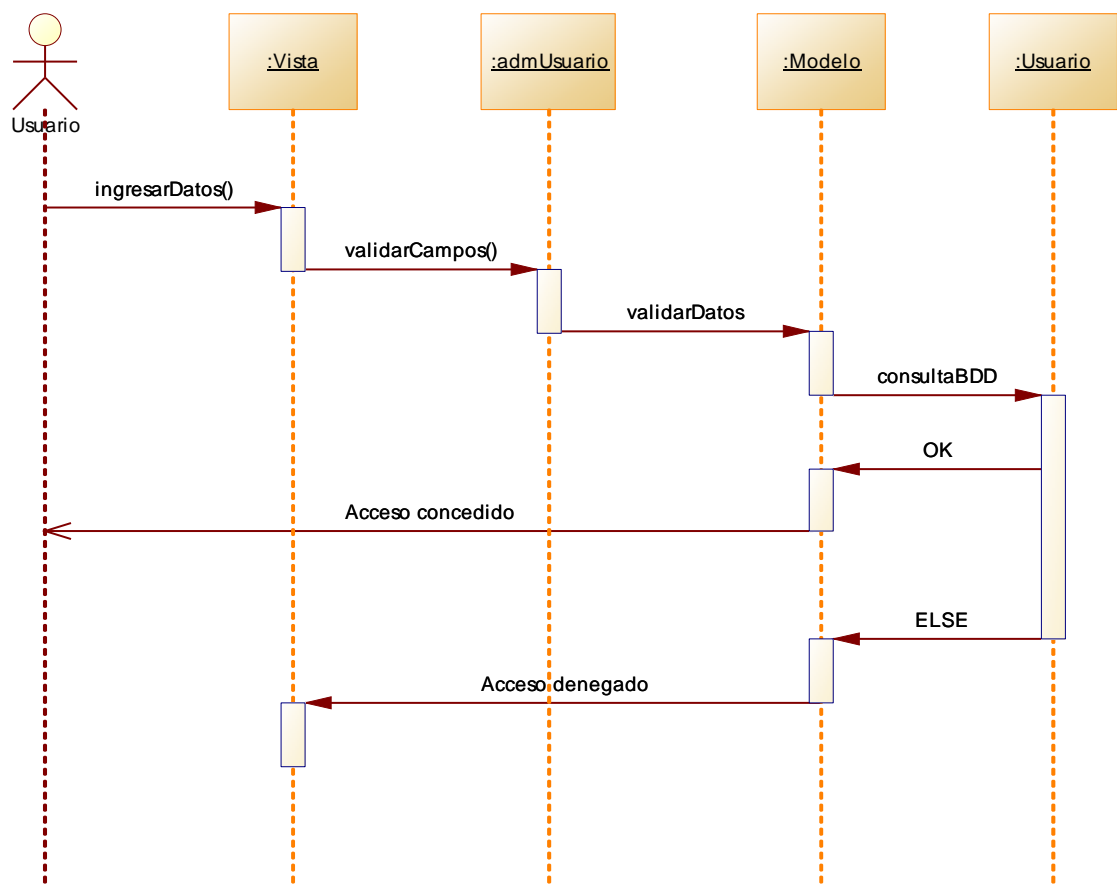 :Vista
:admUsuario
:Modelo
:Usuario
Usuario
ingresarDatos()
validarCampos()
validarDatos
consultaBDD
OK
Acceso concedido
ELSE
Acceso denegado